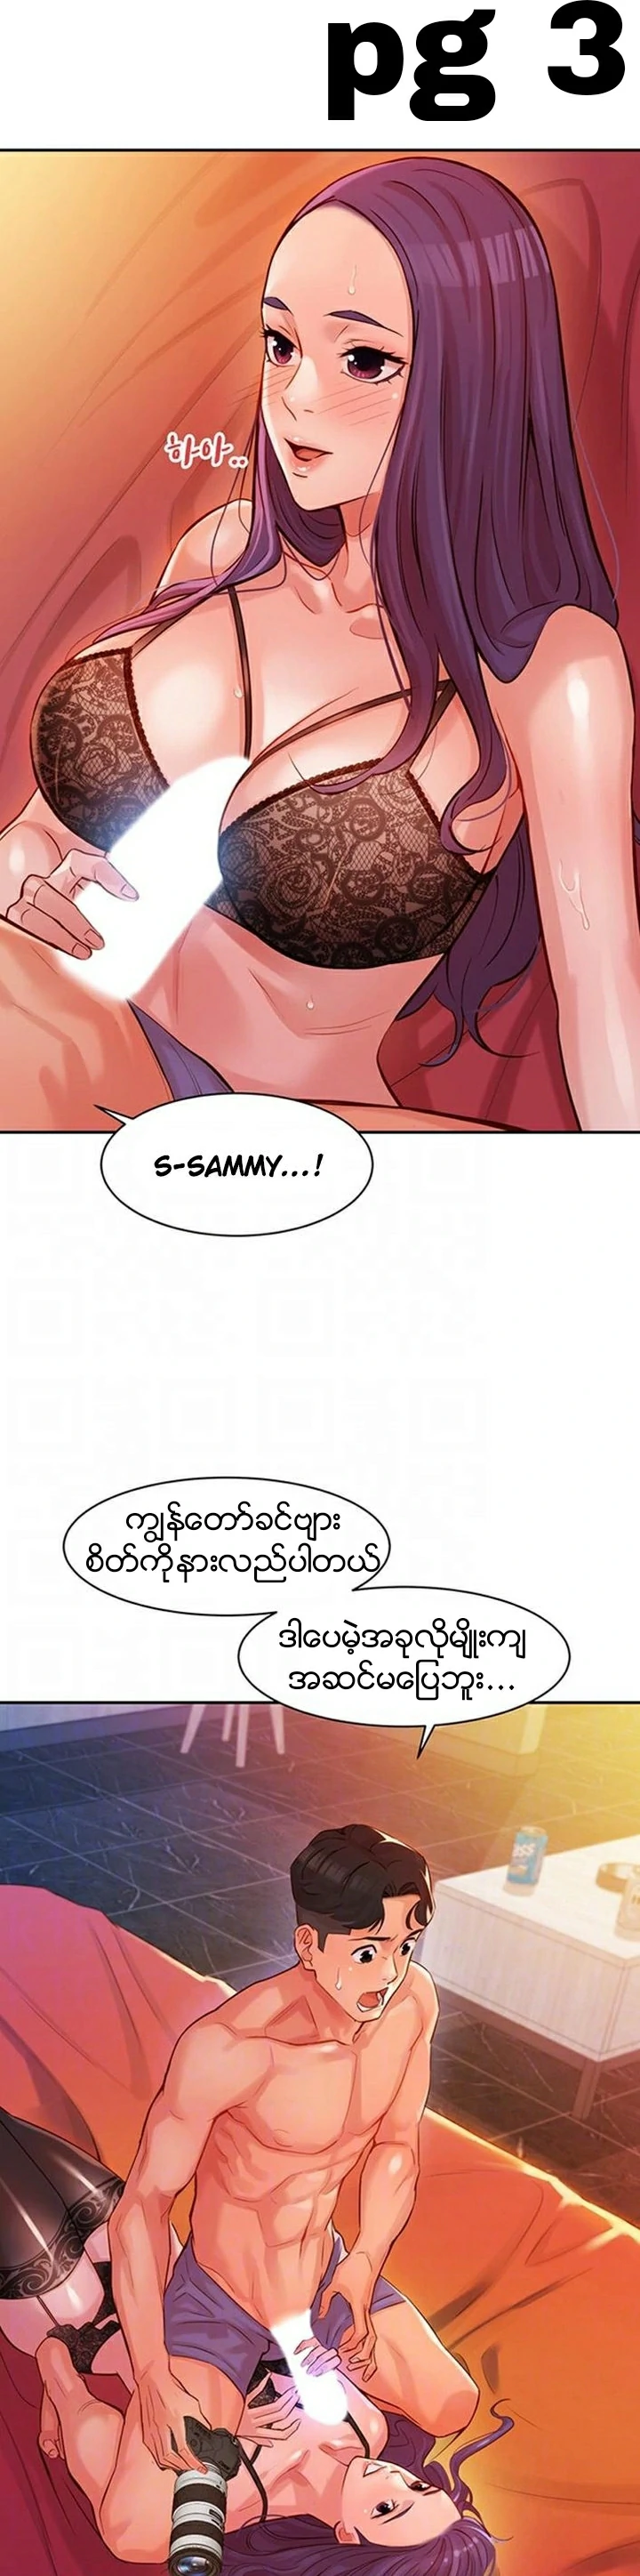 pg 3
하아..
S-SAMMY...!
ကျွန်တော်ခင်ဗျား
စိတ်ကိုနားလည်ပါတယ်
ဒါပေမဲ့အခုလိုမျိုးကျ
အဆင်မပြေဘူး...